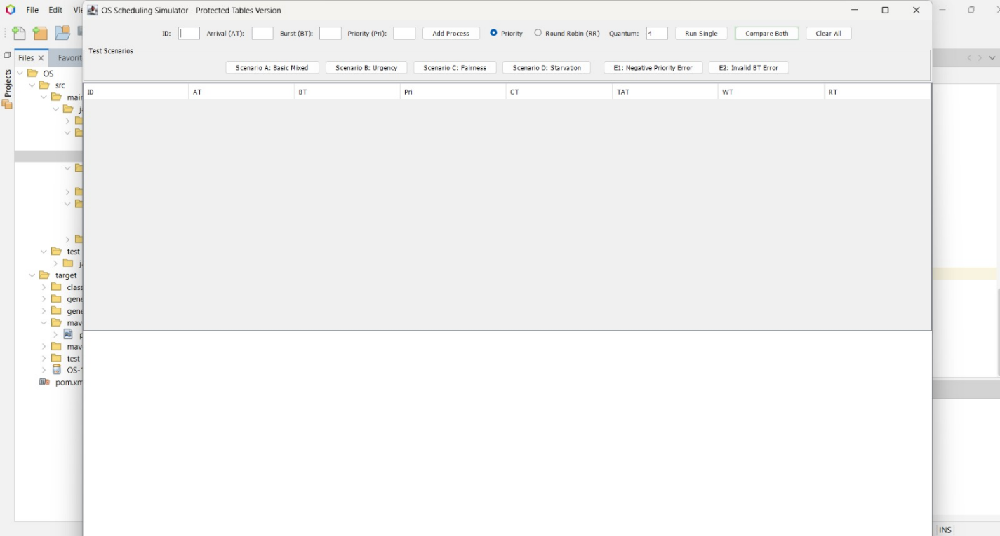 File Edit
OS Scheduling Simulator - Protected Tables Version
ID: Arrival (AT): Burst (BT): Priority (Pri): Add Process Priority Round Robin (RR) Quantum: 4 Run Single Compare Both Clear All
Test Scenarios
Scenario A: Basic Mixed Scenario B: Urgency Scenario C: Fairness Scenario D: Starvation E1: Negative Priority Error E2: Invalid BT Error
ID AT BT Pri CT TAT WT RT
Files Favorit
Projects
OS
src
main
j
test
j
target
class
gene
gene
mav
p
mav
test-
OS-1
pom.xm
INS